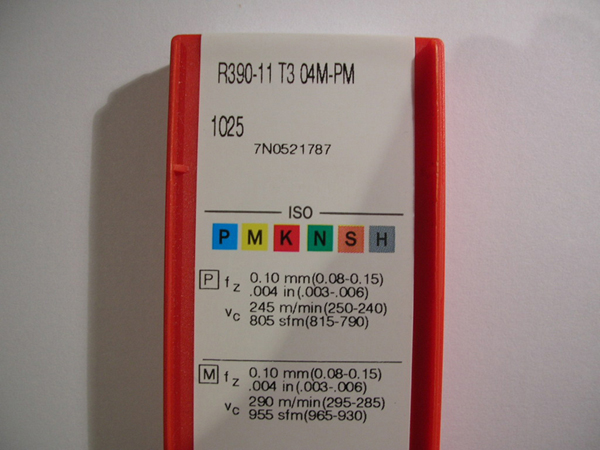 R390-11 T3 04M-PM
1025
7N0521787
ISO
P M K N S H
P fz 0.10 mm(0.08-0.15)
.004 in(.003-.006)
vc 245 m/min(250-240)
805 sfm(815-790)
M fz 0.10 mm(0.08-0.15)
.004 in(.003-.006)
vc 290 m/min(295-285)
955 sfm(965-930)